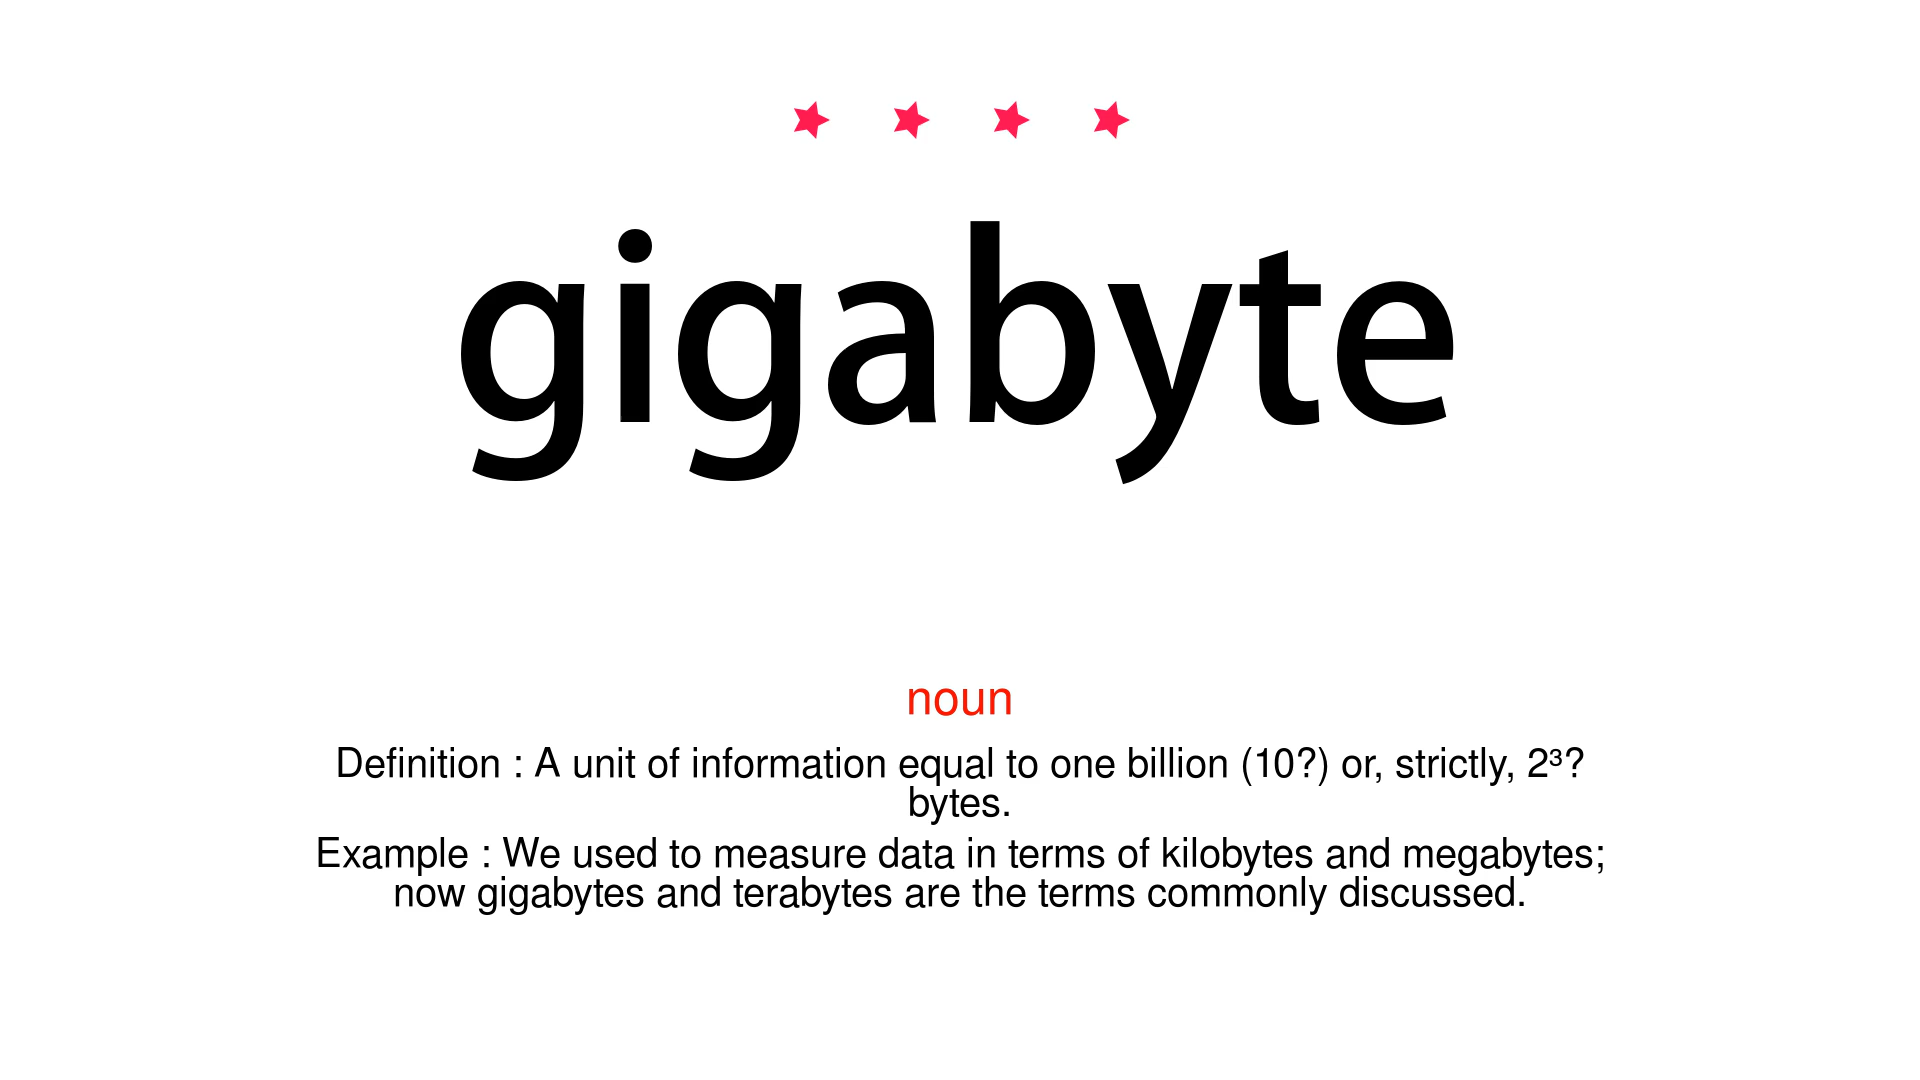 gigabyte
noun
Definition : A unit of information equal to one billion (10?) or, strictly, 2³?
bytes.
Example : We used to measure data in terms of kilobytes and megabytes;
now gigabytes and terabytes are the terms commonly discussed.